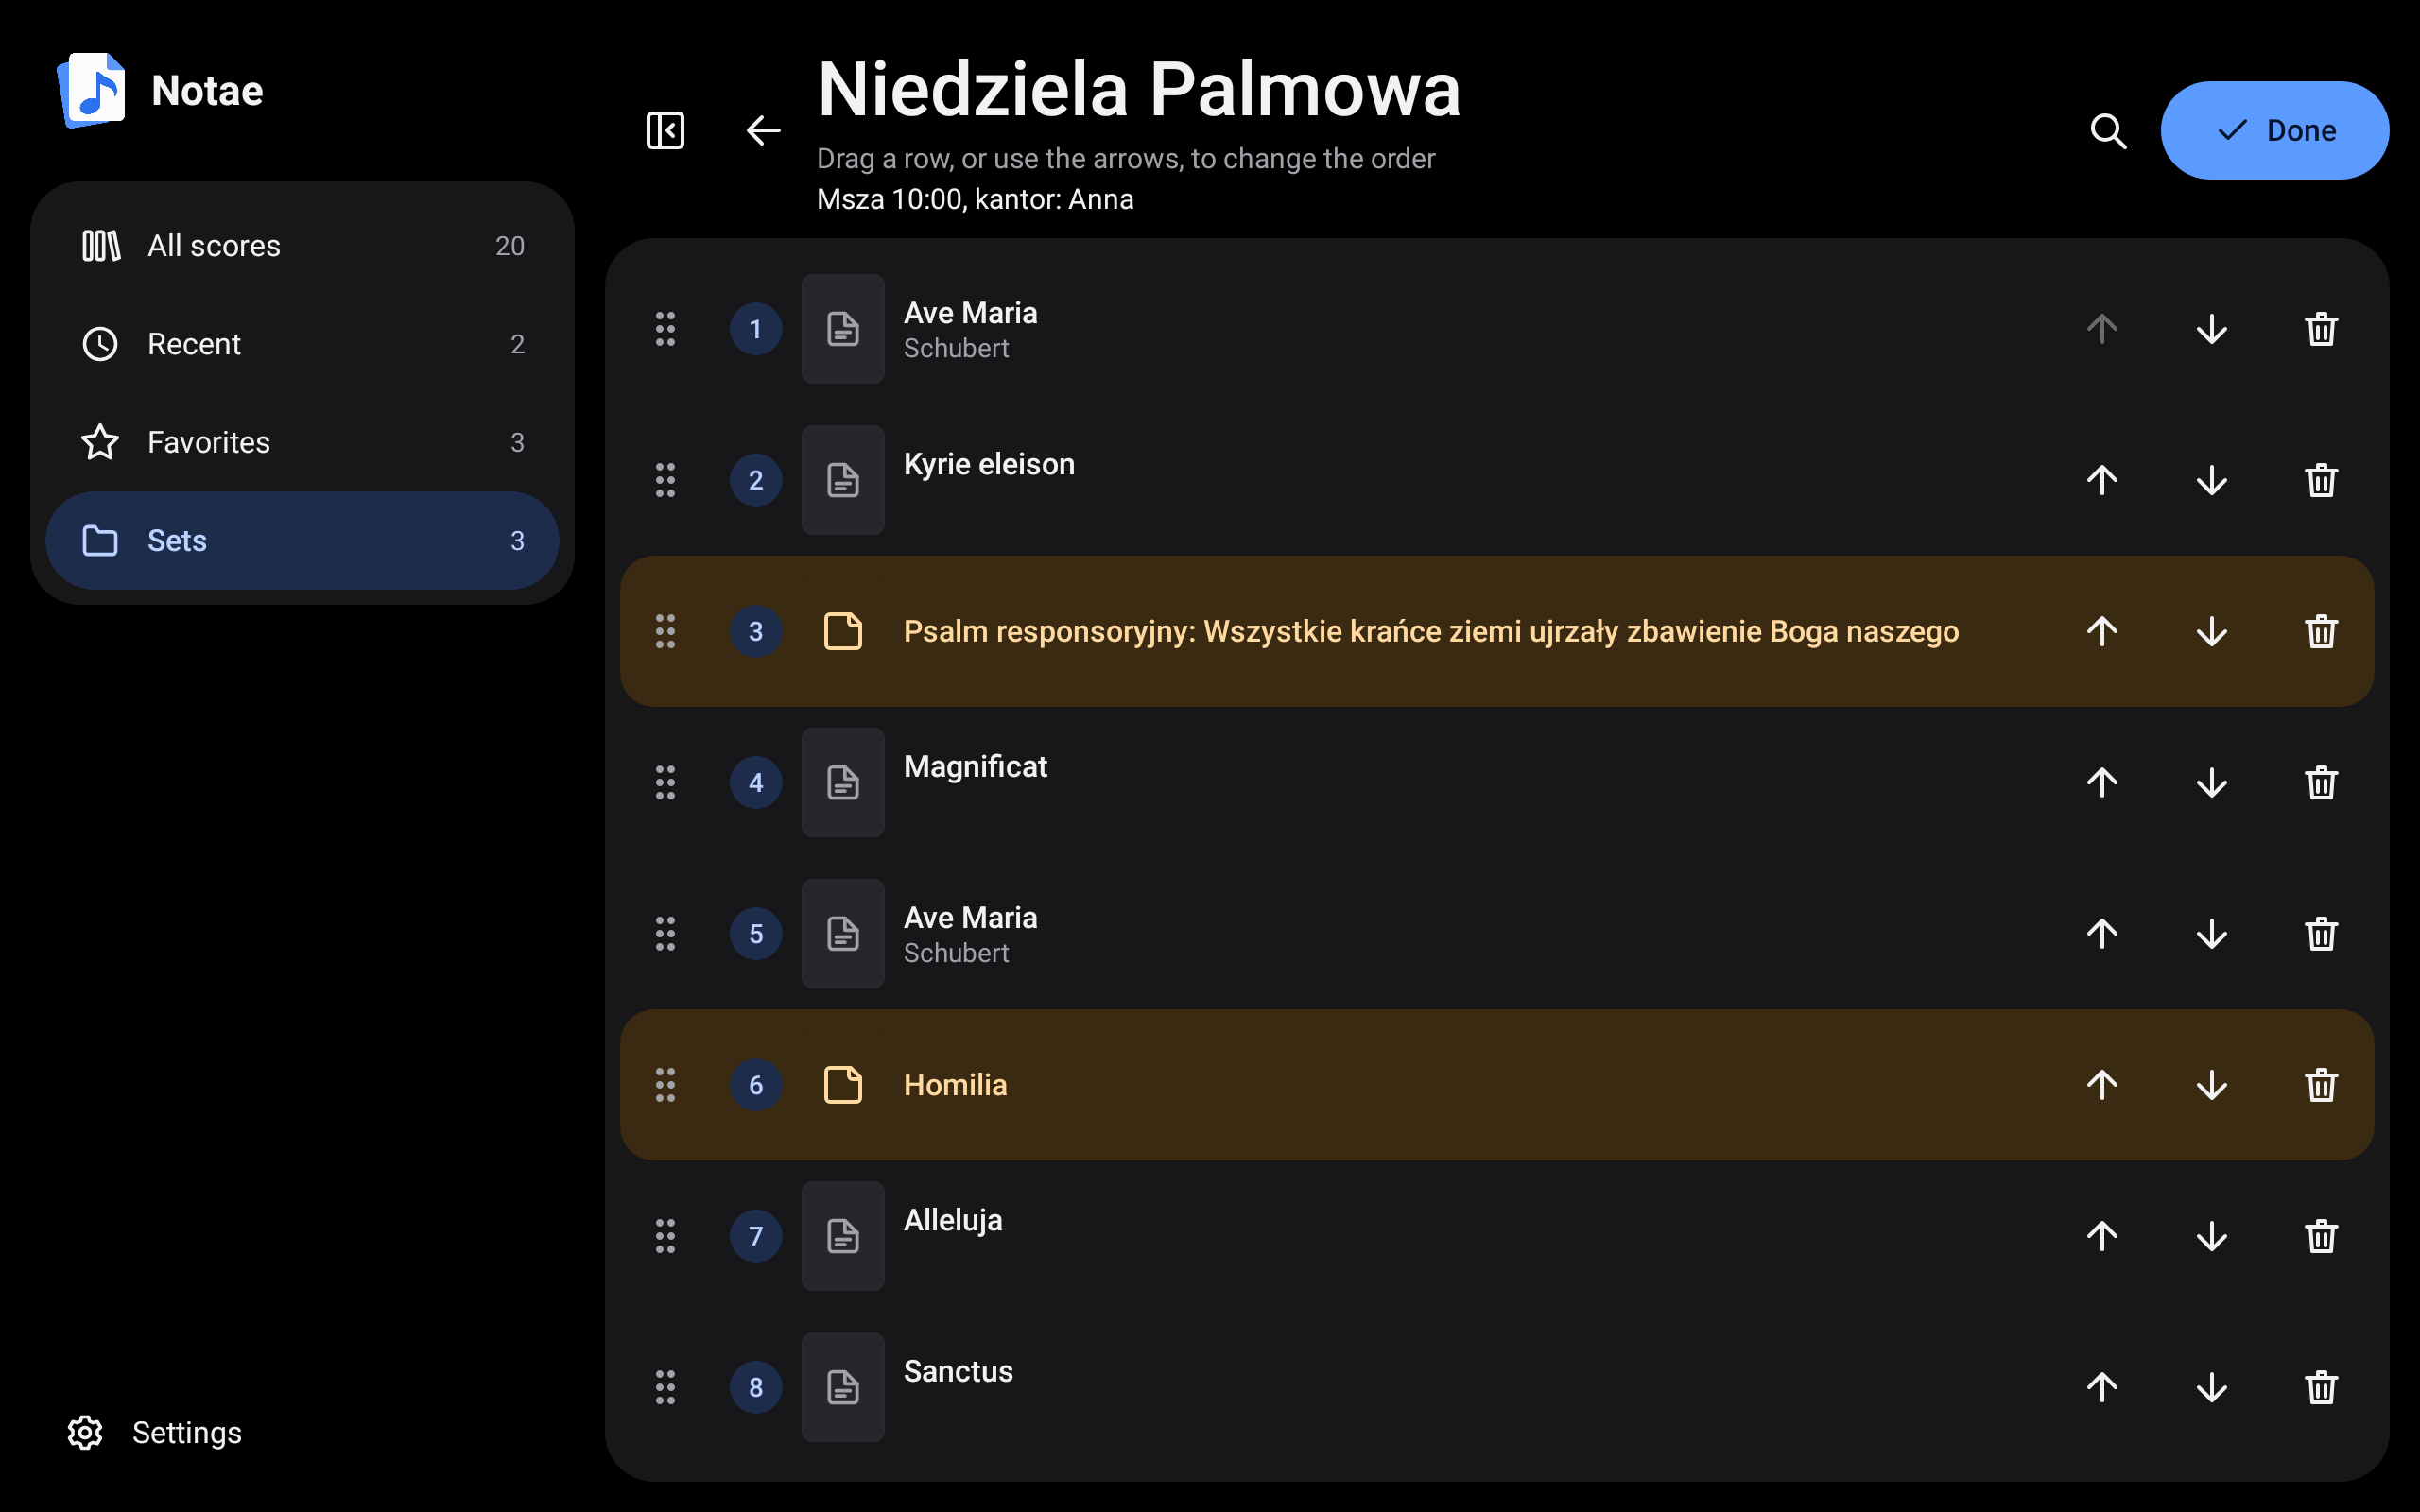 Notae
All scores 20
Recent 2
Favorites 3
Sets 3
Settings
Niedziela Palmowa
Drag a row, or use the arrows, to change the order
Msza 10:00, kantor: Anna
Done
1 Ave Maria
Schubert
2 Kyrie eleison
3 Psalm responsoryjny: Wszystkie krańce ziemi ujrzały zbawienie Boga naszego
4 Magnificat
5 Ave Maria
Schubert
6 Homilia
7 Alleluja
8 Sanctus